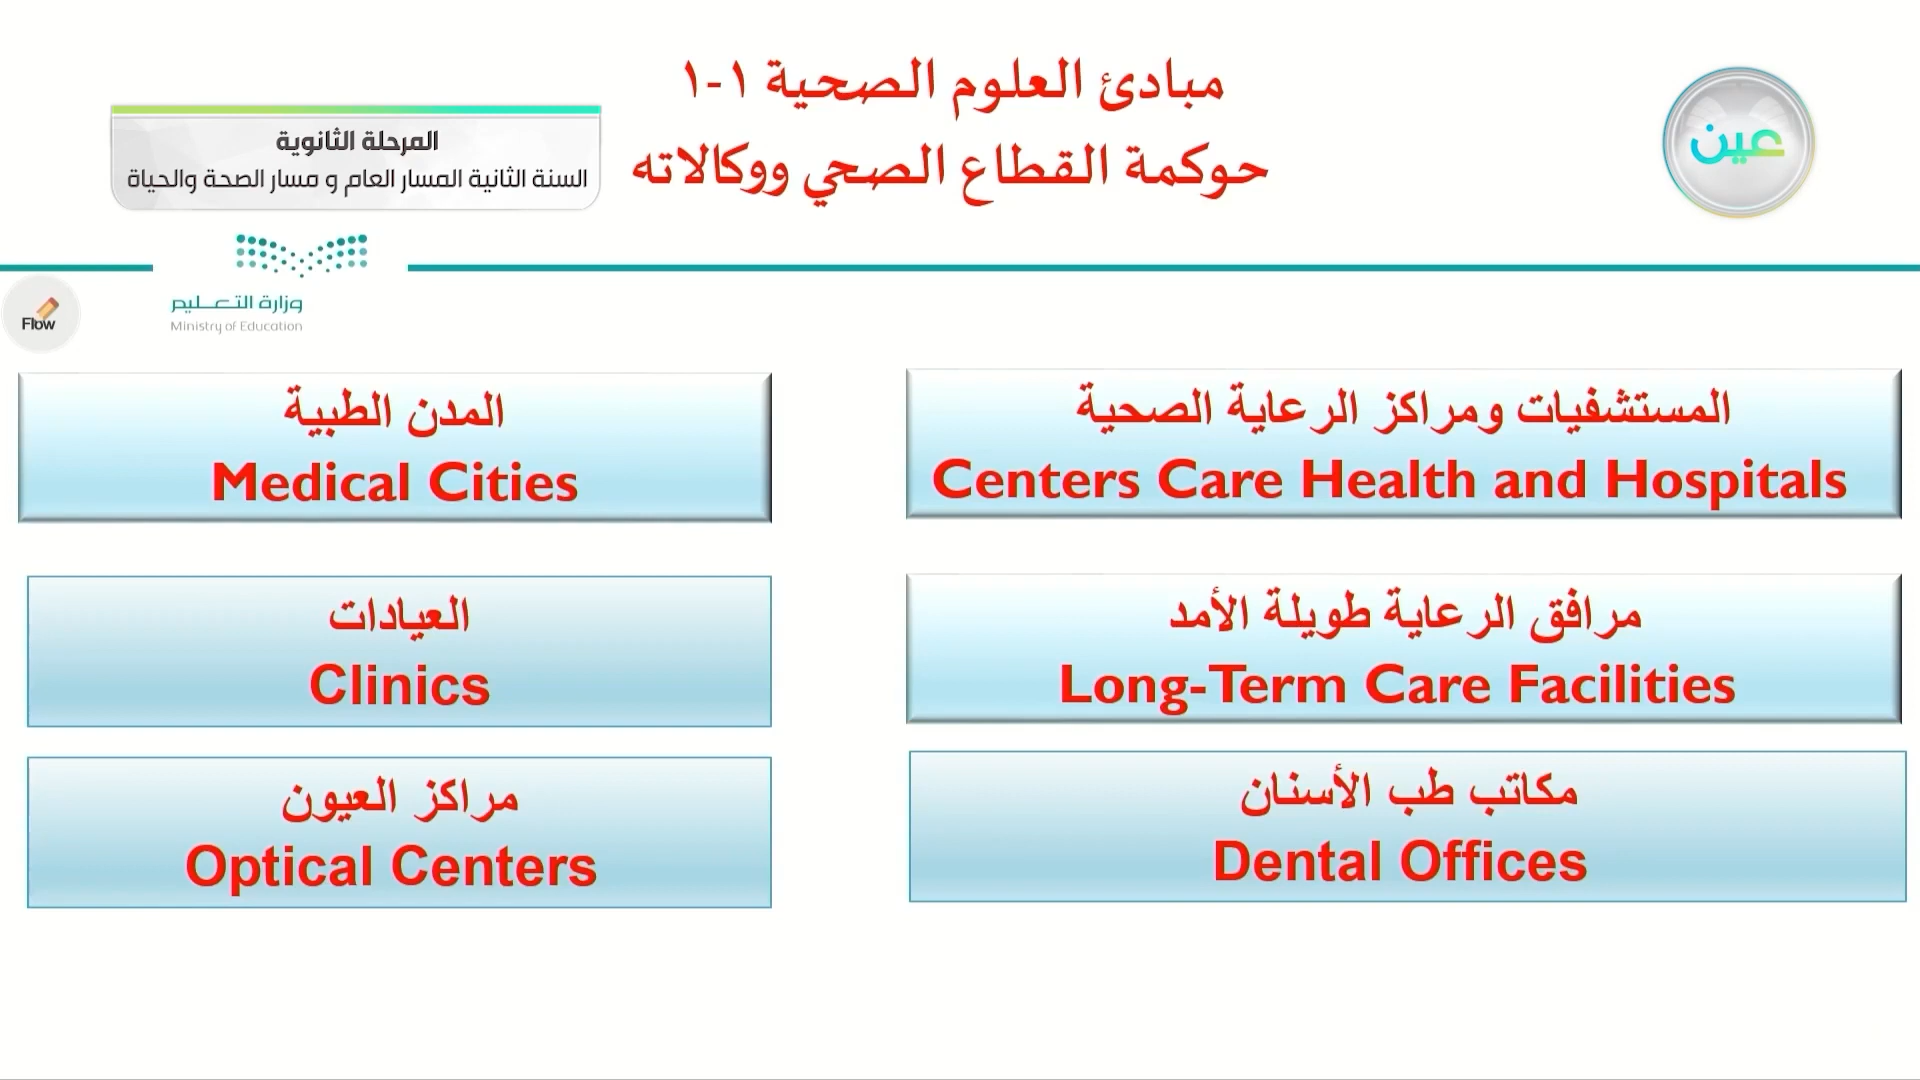 مبادئ العلوم الصحية ١-١
حوكمة القطاع الصحي ووكالاته
عين
المرحلة الثانوية
السنة الثانية المسار العام و مسار الصحة والحياة
وزارة التعليم
Ministry of Education
Flow
المستشفيات ومراكز الرعاية الصحية
Centers Care Health and Hospitals
المدن الطبية
Medical Cities
مرافق الرعاية طويلة الأمد
Long-Term Care Facilities
العيادات
Clinics
مكاتب طب الأسنان
Dental Offices
مراكز العيون
Optical Centers